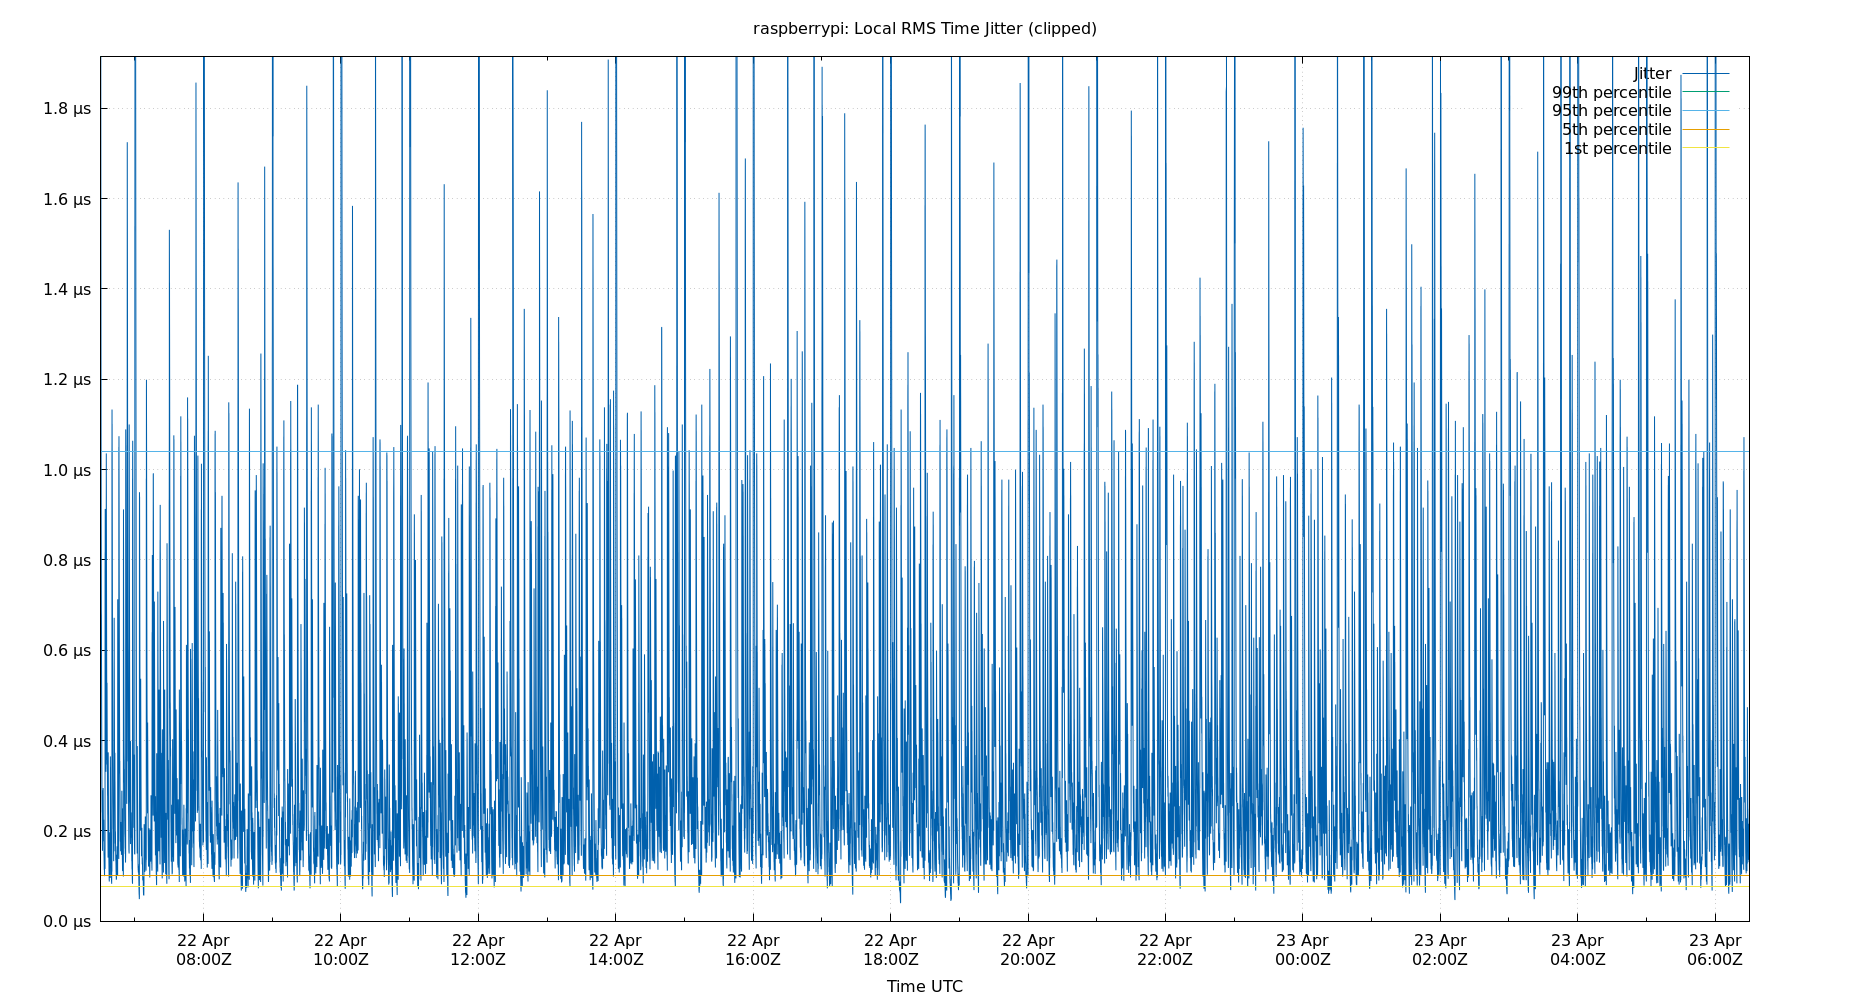 raspberrypi: Local RMS Time Jitter (clipped)
Jitter
99th percentile
95th percentile
5th percentile
1st percentile
1.8 µs
1.6 µs
1.4 µs
1.2 µs
1.0 µs
0.8 µs
0.6 µs
0.4 µs
0.2 µs
0.0 µs
22 Apr 22 Apr 22 Apr 22 Apr 22 Apr 22 Apr 22 Apr 22 Apr 23 Apr 23 Apr 23 Apr 23 Apr
08:00Z 10:00Z 12:00Z 14:00Z 16:00Z 18:00Z 20:00Z 22:00Z 00:00Z 02:00Z 04:00Z 06:00Z
Time UTC